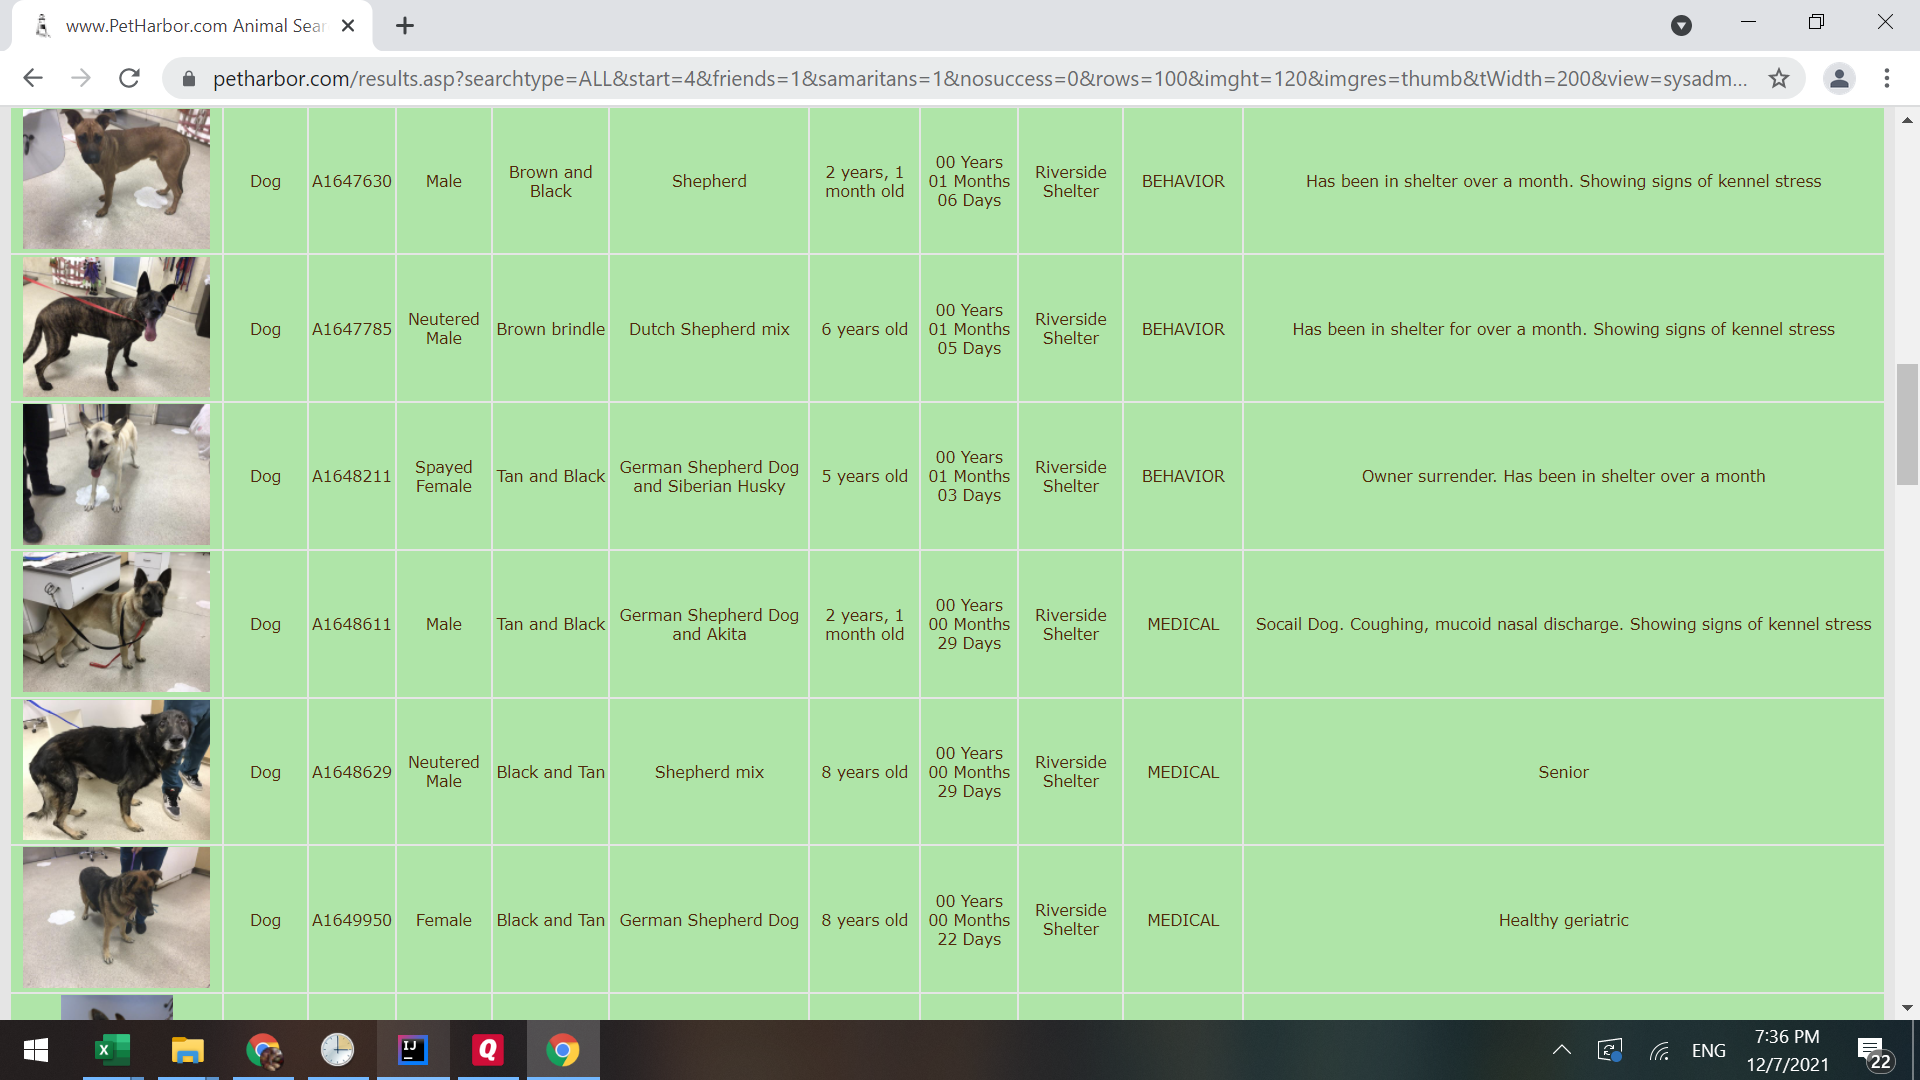 www.PetHarbor.com Animal Sear
petharbor.com/results.asp?searchtype=ALL&start=4&friends=1&samaritans=1&nosuccess=0&rows=100&imght=120&imgres=thumb&tWidth=200&view=sysadm...
Dog
A1647630
Male
Brown and
Black
Shepherd
2 years, 1
month old
00 Years
01 Months
06 Days
Riverside
Shelter
BEHAVIOR
Has been in shelter over a month. Showing signs of kennel stress
Dog
A1647785
Neutered
Male
Brown brindle
Dutch Shepherd mix
6 years old
00 Years
01 Months
05 Days
Riverside
Shelter
BEHAVIOR
Has been in shelter for over a month. Showing signs of kennel stress
Dog
A1648211
Spayed
Female
Tan and Black
German Shepherd Dog
and Siberian Husky
5 years old
00 Years
01 Months
03 Days
Riverside
Shelter
BEHAVIOR
Owner surrender. Has been in shelter over a month
Dog
A1648611
Male
Tan and Black
German Shepherd Dog
and Akita
2 years, 1
month old
00 Years
00 Months
29 Days
Riverside
Shelter
MEDICAL
Socail Dog. Coughing, mucoid nasal discharge. Showing signs of kennel stress
Dog
A1648629
Neutered
Male
Black and Tan
Shepherd mix
8 years old
00 Years
00 Months
29 Days
Riverside
Shelter
MEDICAL
Senior
Dog
A1649950
Female
Black and Tan
German Shepherd Dog
8 years old
00 Years
00 Months
22 Days
Riverside
Shelter
MEDICAL
Healthy geriatric
X
IJ
Q
ENG
7:36 PM
12/7/2021
22